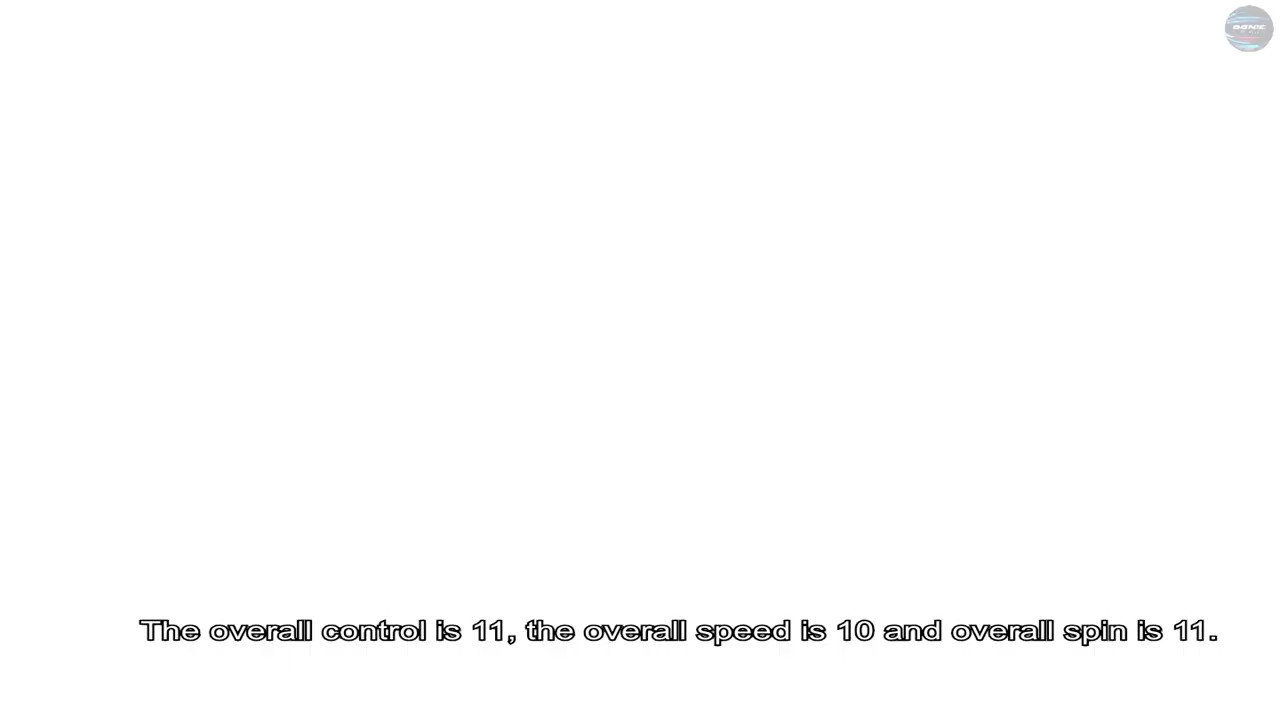 The overall control is 11, the overall speed is 10 and overall spin is 11.